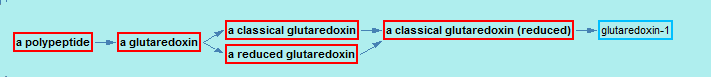 a polypeptide
a glutaredoxin
a classical glutaredoxin
a reduced glutaredoxin
a classical glutaredoxin (reduced)
glutaredoxin-1